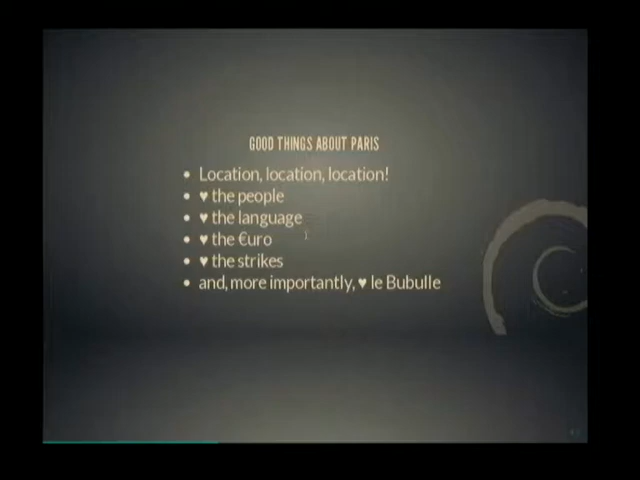 GOOD THINGS ABOUT PARIS
• Location, location, location!
• ♥ the people
• ♥ the language
• ♥ the €uro
• ♥ the strikes
• and, more importantly, ♥ le Bubulle